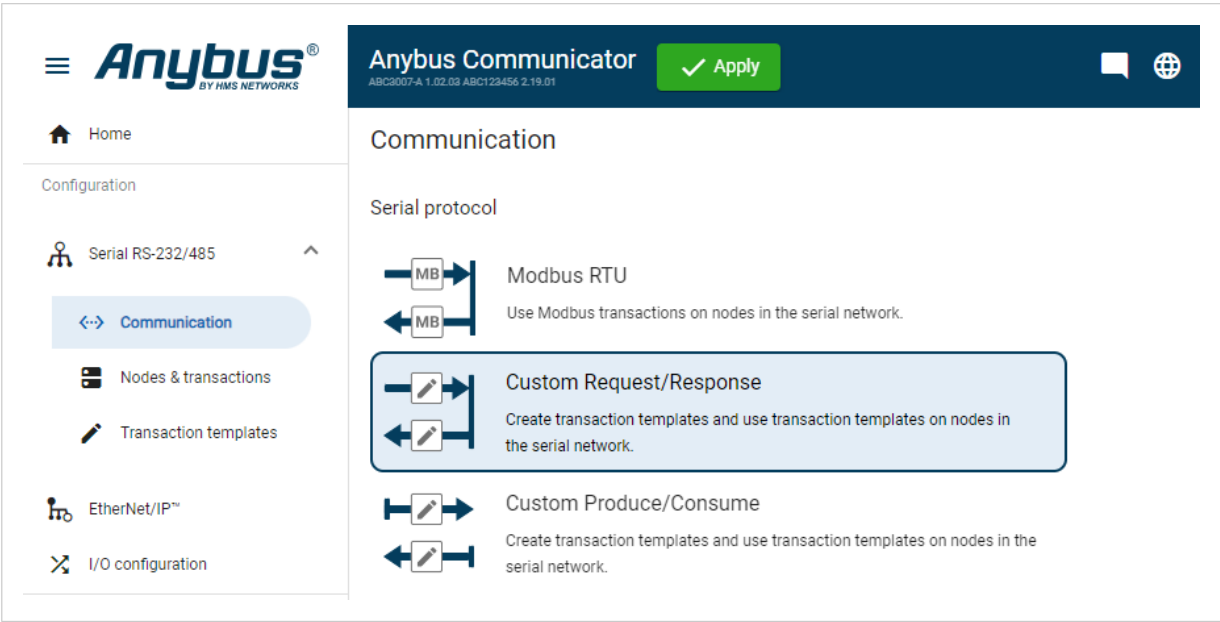 Anybus®
BY HMS NETWORKS
Anybus Communicator
ABC3007-A 1.02.03 ABC123456 2.19.01
Apply
Home
Configuration
Serial RS-232/485
Communication
Nodes & transactions
Transaction templates
EtherNet/IP™
I/O configuration
Communication
Serial protocol
MB
MB
Modbus RTU
Use Modbus transactions on nodes in the serial network.
Custom Request/Response
Create transaction templates and use transaction templates on nodes in
the serial network.
Custom Produce/Consume
Create transaction templates and use transaction templates on nodes in the
serial network.